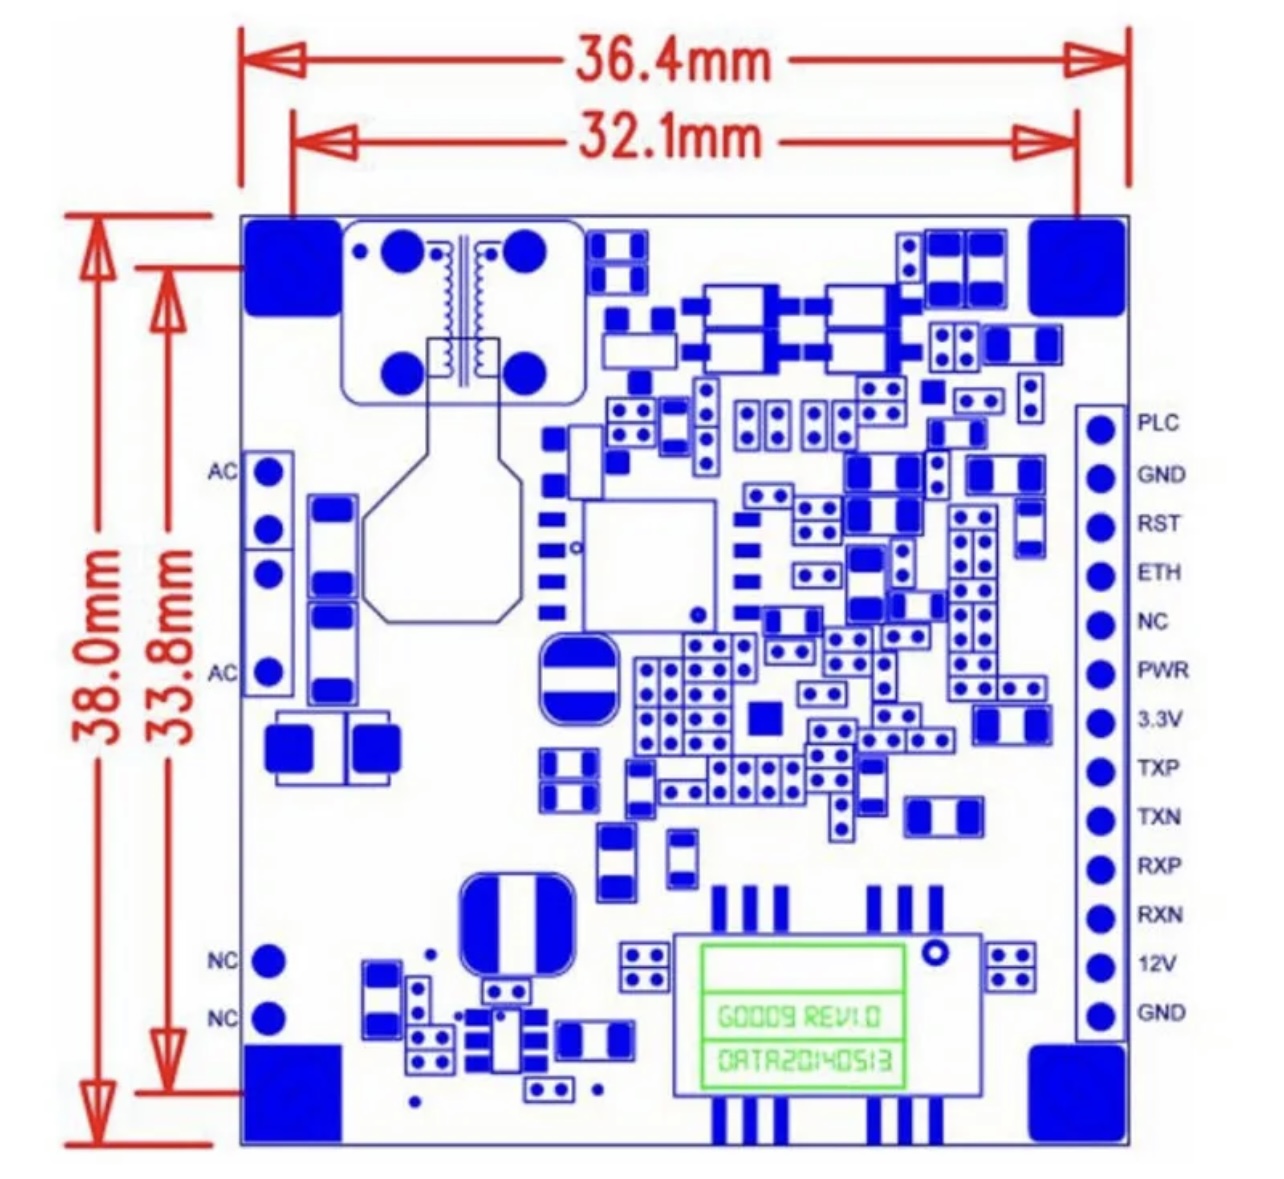 36.4mm
32.1mm
38.0mm
33.8mm
AC
AC
NC
NC
PLC
GND
RST
ETH
NC
PWR
3.3V
TXP
TXN
RXP
RXN
12V
GND
G0009 REV1.0
DATA20140513